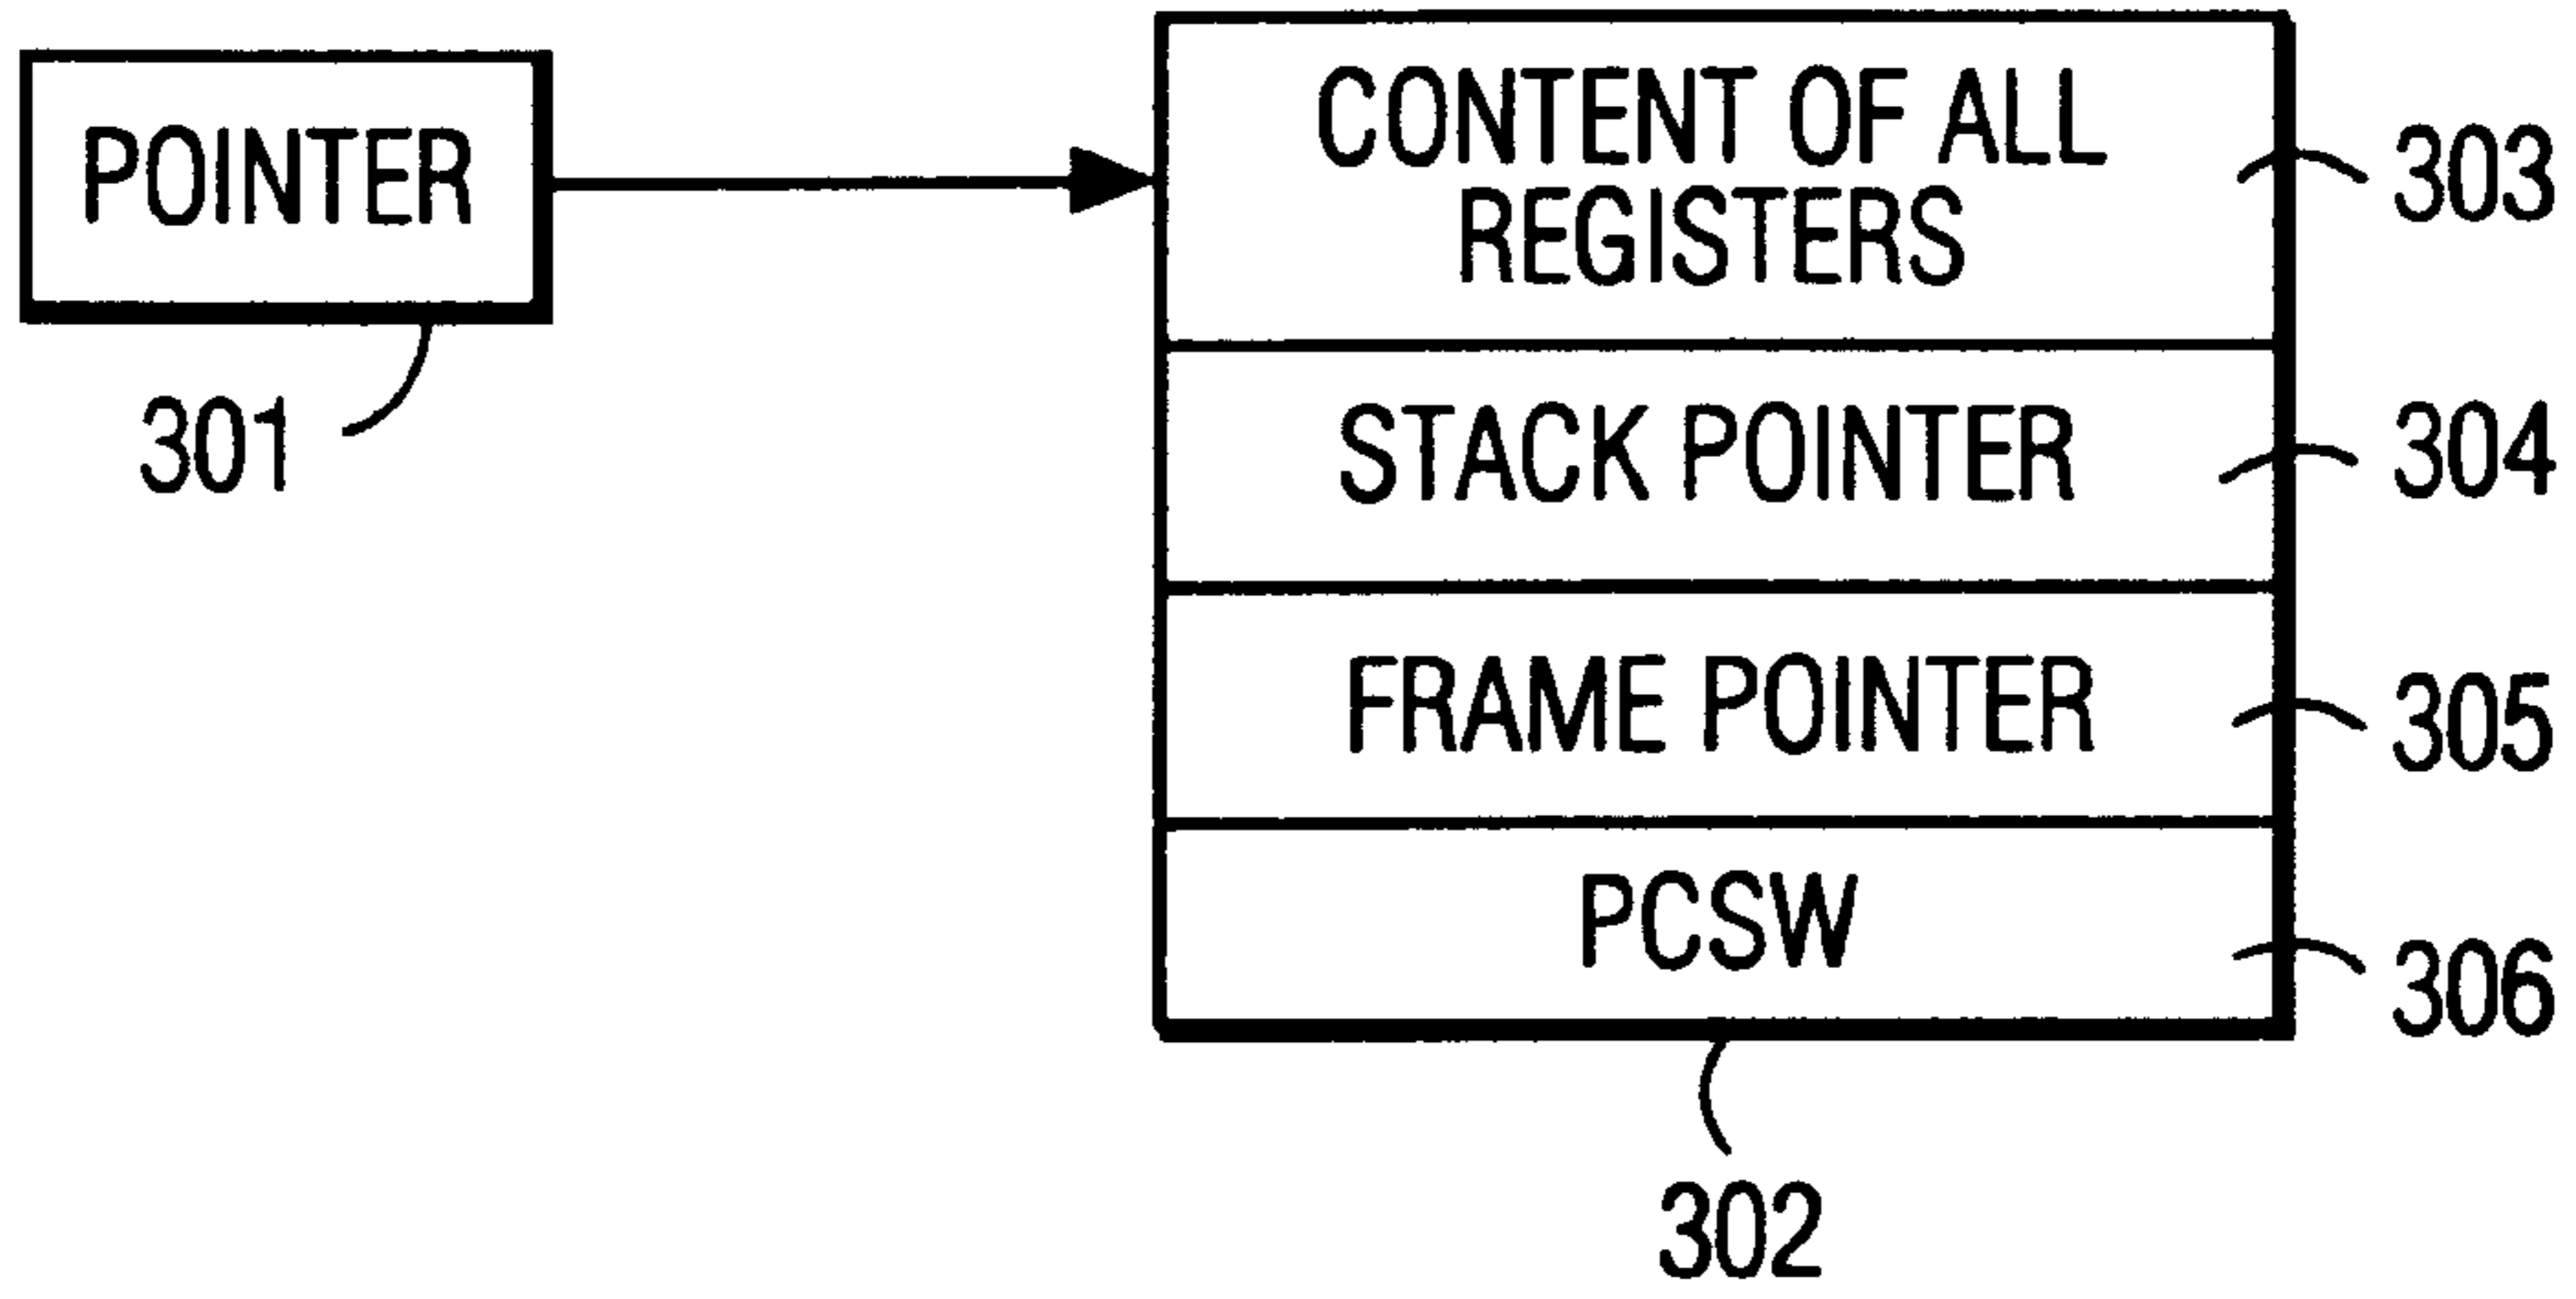 POINTER
301
CONTENT OF ALL
REGISTERS
303
STACK POINTER
304
FRAME POINTER
305
PCSW
306
302